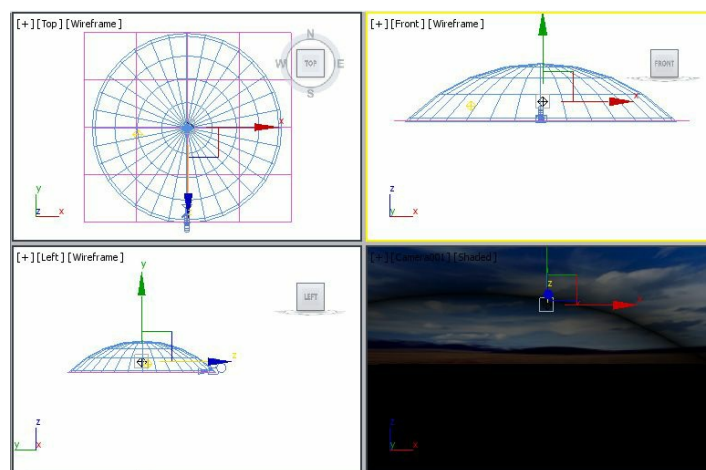 [+] [Top] [Wireframe]
N
W TOP E
S
x
y
z x
[+] [Front] [Wireframe]
FRONT
x
z
y x
[+] [Left] [Wireframe]
LEFT
y
z
z
y x
[+] [Camera001] [Shaded]
z
x
z
y x